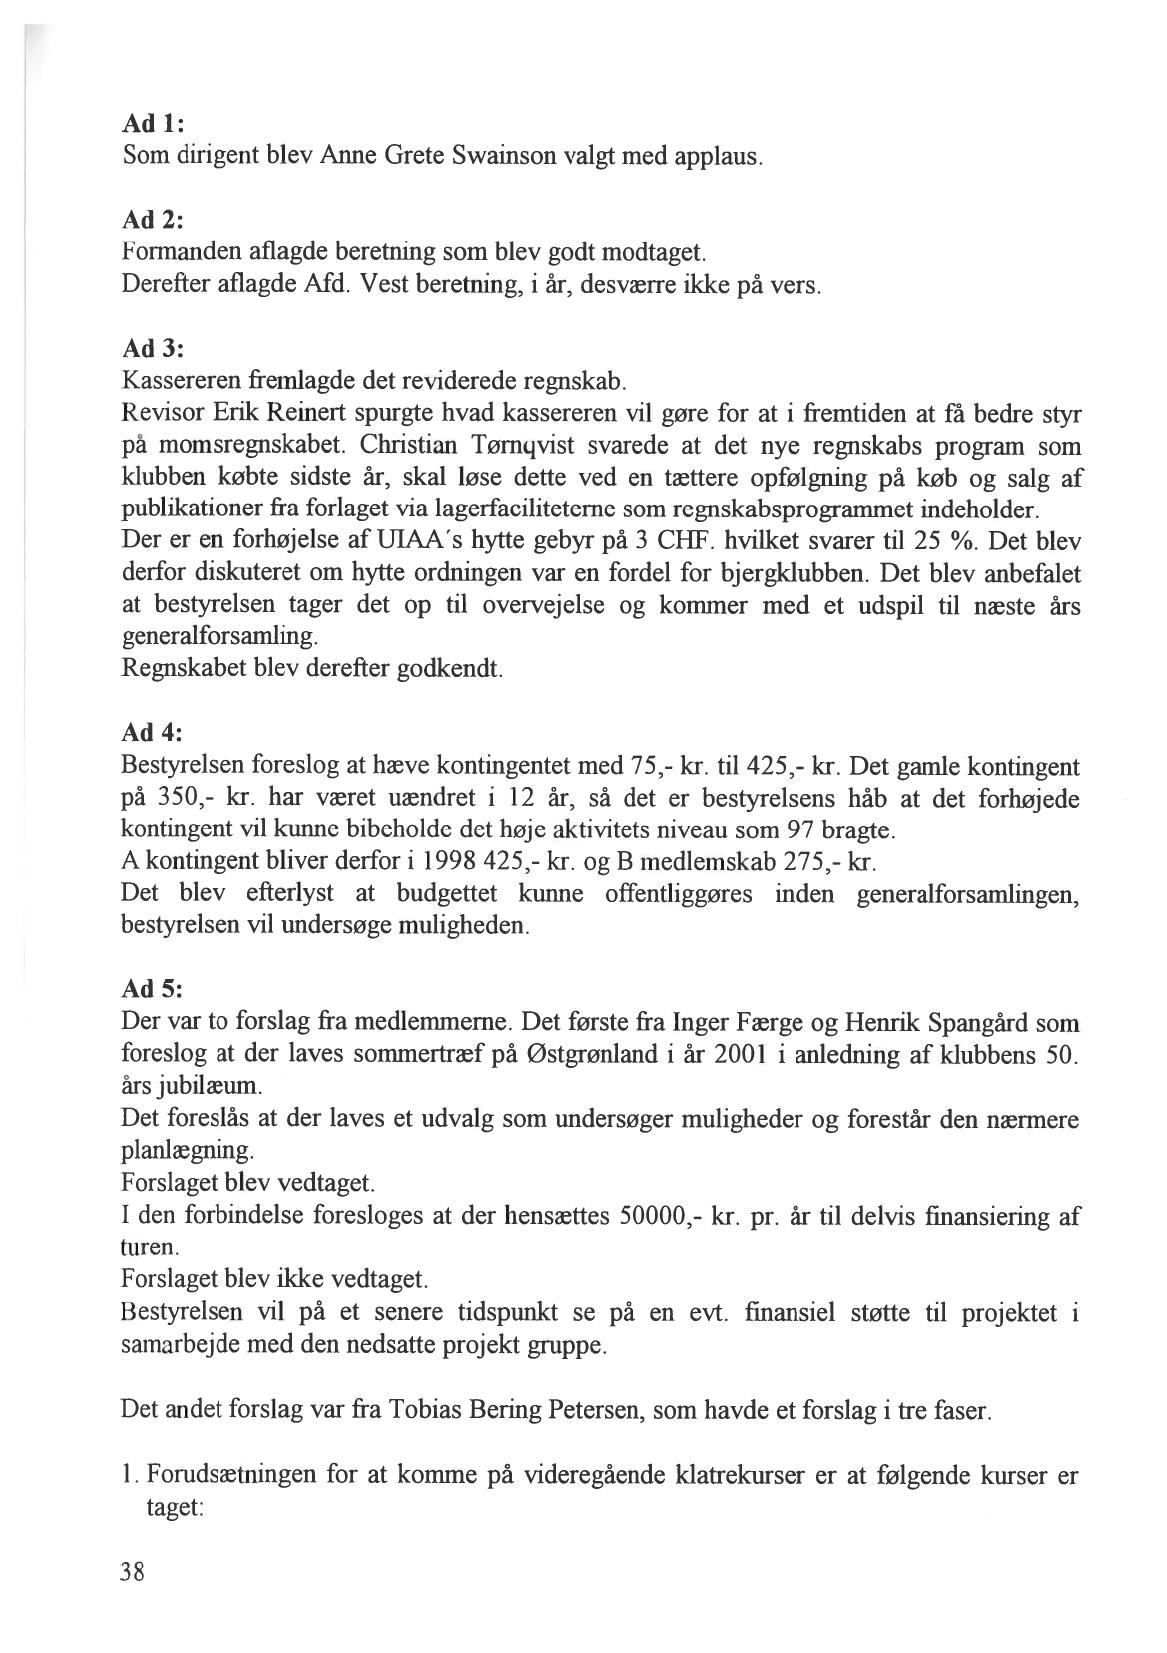 Ad 1:
Som dirigent blev Anne Grete Swainson valgt med applaus.
Ad 2:
Formanden aflagde beretning som blev godt modtaget.
Derefter aflagde Afd. Vest beretning, i år, desværre ikke på vers.
Ad 3:
Kassereren fremlagde det reviderede regnskab.
Revisor Erik Reinert spurgte hvad kassereren vil gøre for at i fremtiden at få bedre styr
på momsregnskabet. Christian Tørnqvist svarede at det nye regnskabs program som
klubben købte sidste år, skal løse dette ved en tættere opfølgning på køb og salg af
publikationer fra forlaget via lagerfaciliteterne som regnskabsprogrammet indeholder.
Der er en forhøjelse af UIAA´s hytte gebyr på 3 CHF. hvilket svarer til 25 %. Det blev
derfor diskuteret om hytte ordningen var en fordel for bjergklubben. Det blev anbefalet
at bestyrelsen tager det op til overvejelse og kommer med et udspil til næste års
generalforsamling.
Regnskabet blev derefter godkendt.
Ad 4:
Bestyrelsen foreslog at hæve kontingentet med 75,- kr. til 425,- kr. Det gamle kontingent
på 350,- kr. har været uændret i 12 år, så det er bestyrelsens håb at det forhøjede
kontingent vil kunne bibeholde det høje aktivitets niveau som 97 bragte.
A kontingent bliver derfor i 1998 425,- kr. og B medlemskab 275,- kr.
Det blev efterlyst at budgettet kunne offentliggøres inden generalforsamlingen,
bestyrelsen vil undersøge muligheden.
Ad 5:
Der var to forslag fra medlemmerne. Det første fra Inger Færge og Henrik Spangård som
foreslog at der laves sommertræf på Østgrønland i år 2001 i anledning af klubbens 50.
års jubilæum.
Det foreslås at der laves et udvalg som undersøger muligheder og forestår den nærmere
planlægning.
Forslaget blev vedtaget.
I den forbindelse foresloges at der hensættes 50000,- kr. pr. år til delvis finansiering af
turen.
Forslaget blev ikke vedtaget.
Bestyrelsen vil på et senere tidspunkt se på en evt. finansiel støtte til projektet i
samarbejde med den nedsatte projekt gruppe.
Det andet forslag var fra Tobias Bering Petersen, som havde et forslag i tre faser.
1. Forudsætningen for at komme på videregående klatrekurser er at følgende kurser er
taget:
38